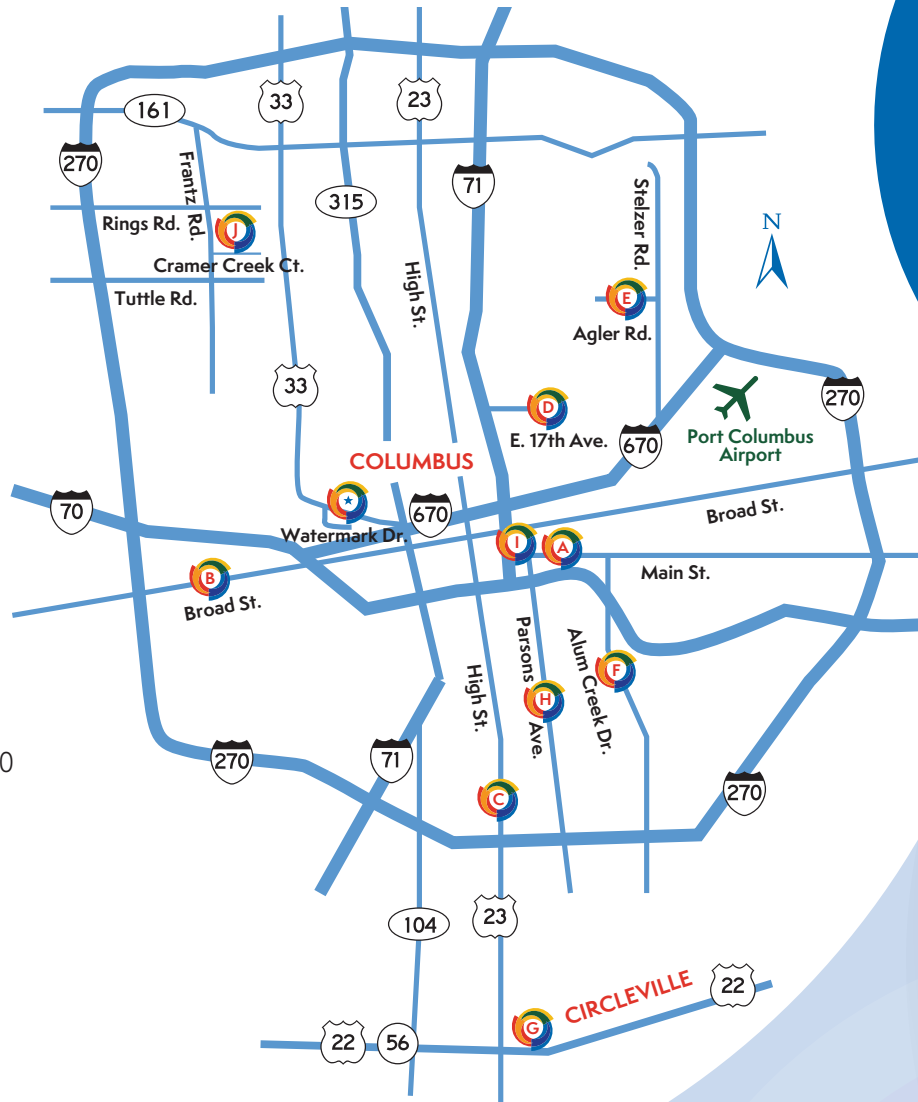 33
23
161
270
Frantz Rd.
71
315
Stelzer Rd.
Rings Rd.
J
N
Cramer Creek Ct.
High St.
Tuttle Rd.
E
Agler Rd.
33
270
D
E. 17th Ave.
Port Columbus
Airport
670
COLUMBUS
70
670
Broad St.
Watermark Dr.
I
A
B
Main St.
Broad St.
Parsons Ave.
Alum Creek Dr.
F
High St.
H
0
270
71
C
270
104
23
CIRCLEVILLE
22
G
22
56